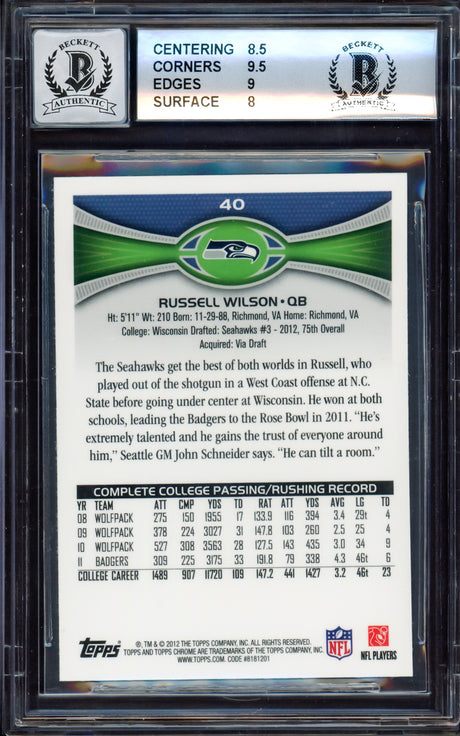 BECKETT
B
AUTHENTIC
CENTERING 8.5
CORNERS 9.5
EDGES 9
SURFACE 8
BECKETT
B
AUTHENTIC
40
RUSSELL WILSON • QB
Ht: 5'11" Wt: 210 Born: 11-29-88, Richmond, VA Home: Richmond, VA
College: Wisconsin Drafted: Seahawks #3 - 2012, 75th Overall
Acquired: Via Draft
The Seahawks get the best of both worlds in Russell, who
played out of the shotgun in a West Coast offense at N.C.
State before going under center at Wisconsin. He won at both
schools, leading the Badgers to the Rose Bowl in 2011. "He's
extremely talented and he gains the trust of everyone around
him," Seattle GM John Schneider says. "He can tilt a room."
COMPLETE COLLEGE PASSING/RUSHING RECORD
YR TEAM ATT CMP YDS TD RAT ATT YDS AVG LG TD
08 WOLFPACK 275 150 1955 17 133.9 116 394 3.4 29t 4
09 WOLFPACK 378 224 3027 31 147.8 103 260 2.5 25 4
10 WOLFPACK 527 308 3563 28 127.5 143 435 3.0 34 9
11 BADGERS 309 225 3175 33 191.8 79 338 4.3 46t 6
COLLEGE CAREER 1489 907 11720 109 147.2 441 1427 3.2 46t 23
Topps
®, ™ & © 2012 THE TOPPS COMPANY, INC. ALL RIGHTS RESERVED.
TOPPS AND TOPPS CHROME ARE TRADEMARKS OF THE TOPPS COMPANY, INC.
WWW.TOPPS.COM. CODE #8181201
NFL
NFL PLAYERS